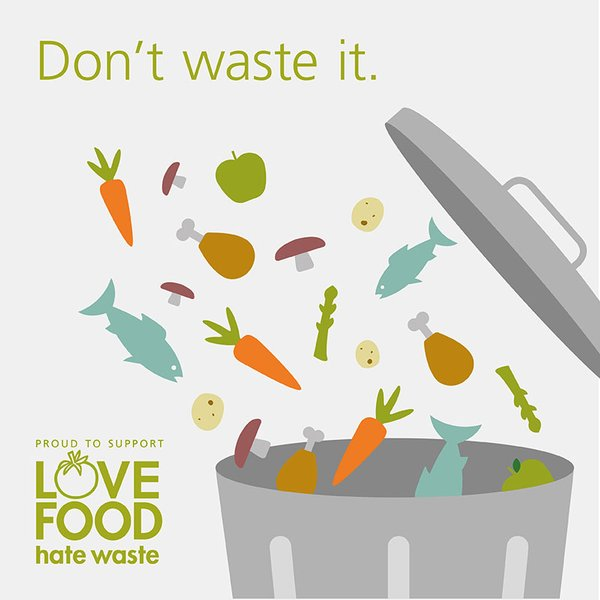 Don't waste it.
PROUD TO SUPPORT
LOVE
FOOD
hate waste